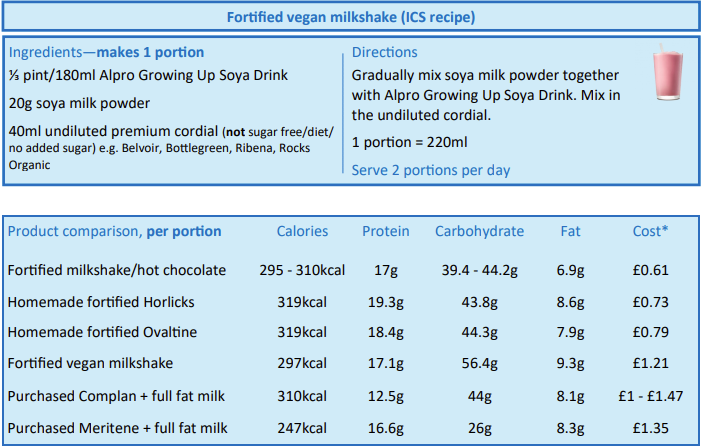 Fortified vegan milkshake (ICS recipe)
Ingredients—makes 1 portion
⅓ pint/180ml Alpro Growing Up Soya Drink
20g soya milk powder
40ml undiluted premium cordial (not sugar free/diet/
no added sugar) e.g. Belvoir, Bottlegreen, Ribena, Rocks
Organic
Directions
Gradually mix soya milk powder together
with Alpro Growing Up Soya Drink. Mix in
the undiluted cordial.
1 portion = 220ml
Serve 2 portions per day
Product comparison, per portion Calories Protein Carbohydrate Fat Cost*
Fortified milkshake/hot chocolate 295 - 310kcal 17g 39.4 - 44.2g 6.9g £0.61
Homemade fortified Horlicks 319kcal 19.3g 43.8g 8.6g £0.73
Homemade fortified Ovaltine 319kcal 18.4g 44.3g 7.9g £0.79
Fortified vegan milkshake 297kcal 17.1g 56.4g 9.3g £1.21
Purchased Complan + full fat milk 310kcal 12.5g 44g 8.1g £1 - £1.47
Purchased Meritene + full fat milk 247kcal 16.6g 26g 8.3g £1.35